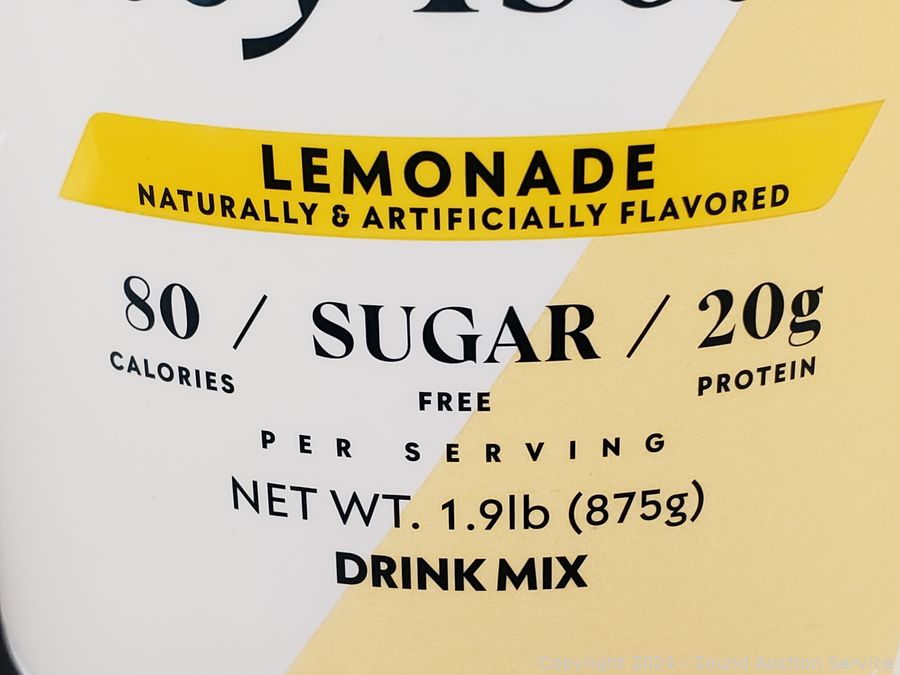 LEMONADE
NATURALLY & ARTIFICIALLY FLAVORED
80 / SUGAR / 20g
CALORIES FREE PROTEIN
PER SERVING
NET WT. 1.9lb (875g)
DRINK MIX
Copyright 2024 - Sound Auction Service